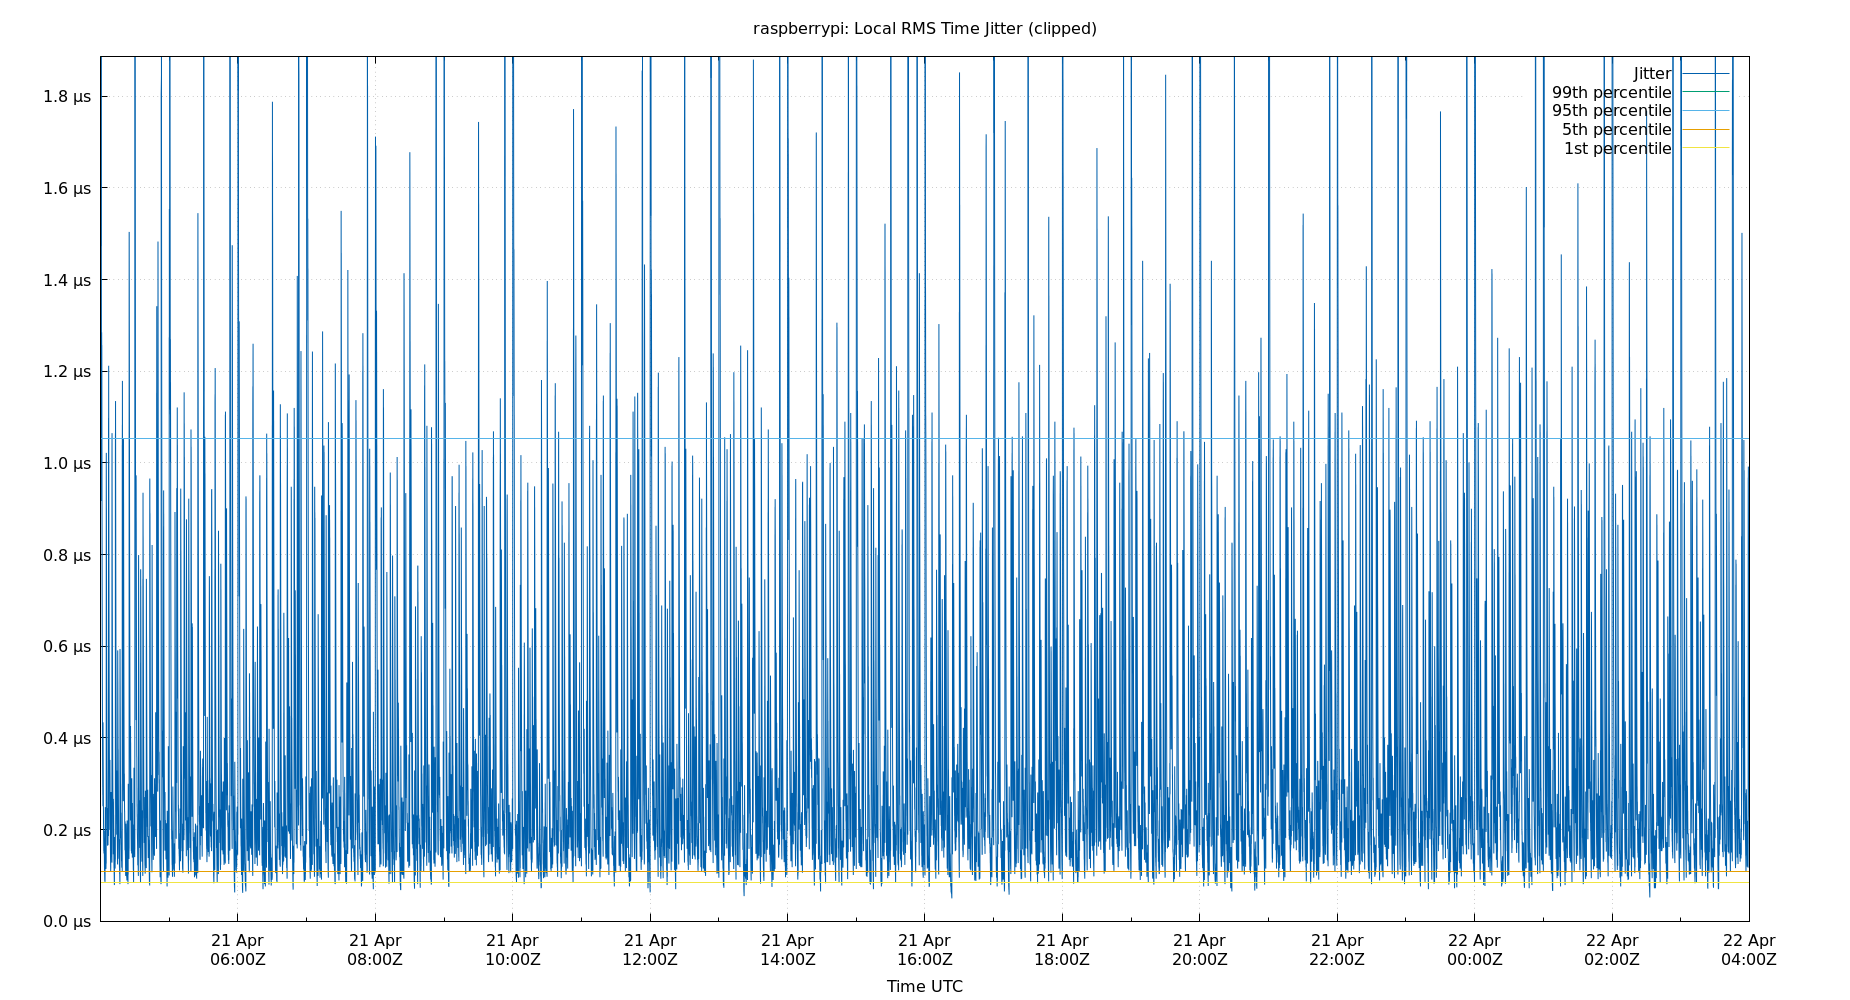 raspberrypi: Local RMS Time Jitter (clipped)
Jitter
99th percentile
95th percentile
5th percentile
1st percentile
1.8 μs
1.6 μs
1.4 μs
1.2 μs
1.0 μs
0.8 μs
0.6 μs
0.4 μs
0.2 μs
0.0 μs
21 Apr 21 Apr 21 Apr 21 Apr 21 Apr 21 Apr 21 Apr 21 Apr 21 Apr 22 Apr 22 Apr 22 Apr
06:00Z 08:00Z 10:00Z 12:00Z 14:00Z 16:00Z 18:00Z 20:00Z 22:00Z 00:00Z 02:00Z 04:00Z
Time UTC